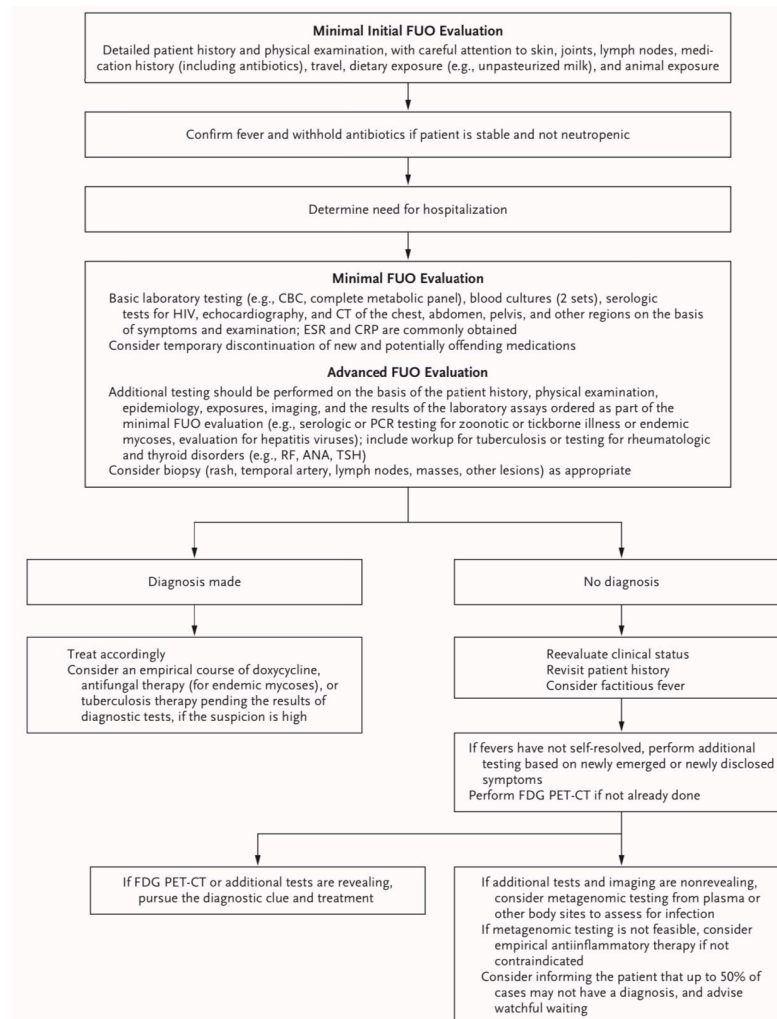 Minimal Initial FUO Evaluation
Detailed patient history and physical examination, with careful attention to skin, joints, lymph nodes, medi-
cation history (including antibiotics), travel, dietary exposure (e.g., unpasteurized milk), and animal exposure
Confirm fever and withhold antibiotics if patient is stable and not neutropenic
Determine need for hospitalization
Minimal FUO Evaluation
Basic laboratory testing (e.g., CBC, complete metabolic panel), blood cultures (2 sets), serologic
tests for HIV, echocardiography, and CT of the chest, abdomen, pelvis, and other regions on the basis
of symptoms and examination; ESR and CRP are commonly obtained
Consider temporary discontinuation of new and potentially offending medications
Advanced FUO Evaluation
Additional testing should be performed on the basis of the patient history, physical examination,
epidemiology, exposures, imaging, and the results of the laboratory assays ordered as part of the
minimal FUO evaluation (e.g., serologic or PCR testing for zoonotic or tickborne illness or endemic
mycoses, evaluation for hepatitis viruses); include workup for tuberculosis or testing for rheumatologic
and thyroid disorders (e.g., RF, ANA, TSH)
Consider biopsy (rash, temporal artery, lymph nodes, masses, other lesions) as appropriate
Diagnosis made
Treat accordingly
Consider an empirical course of doxycycline,
antifungal therapy (for endemic mycoses), or
tuberculosis therapy pending the results of
diagnostic tests, if the suspicion is high
No diagnosis
Reevaluate clinical status
Revisit patient history
Consider factitious fever
If fevers have not self-resolved, perform additional
testing based on newly emerged or newly disclosed
symptoms
Perform FDG PET-CT if not already done
If FDG PET-CT or additional tests are revealing,
pursue the diagnostic clue and treatment
If additional tests and imaging are nonrevealing,
consider metagenomic testing from plasma or
other body sites to assess for infection
If metagenomic testing is not feasible, consider
empirical antiinflammatory therapy if not
contraindicated
Consider informing the patient that up to 50% of
cases may not have a diagnosis, and advise
watchful waiting